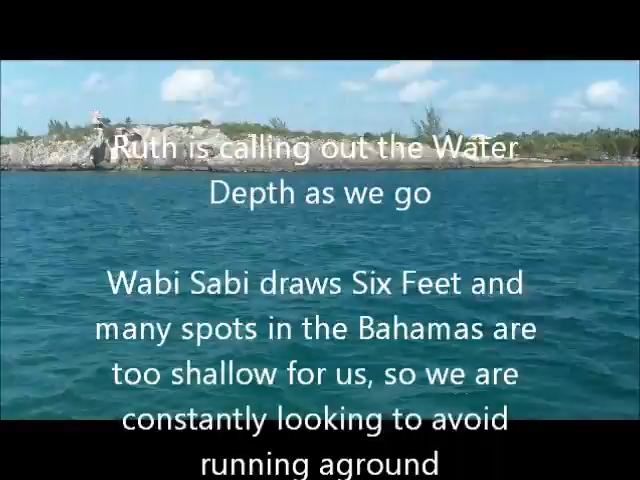 Ruth is calling out the Water
Depth as we go
Wabi Sabi draws Six Feet and
many spots in the Bahamas are
too shallow for us, so we are
constantly looking to avoid
running aground